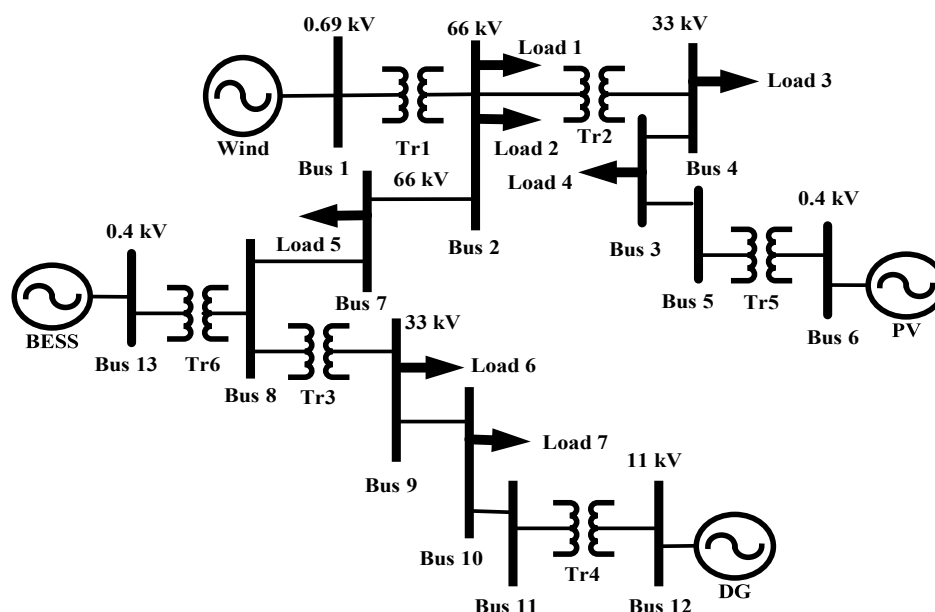 0.69 kV
66 kV
33 kV
Load 1
Load 3
Wind
Tr1
Tr2
Bus 1
Load 2
Bus 4
66 kV
Load 4
0.4 kV
0.4 kV
Load 5
Bus 2
Bus 3
Bus 5
Tr5
Bus 6
PV
BESS
Bus 7
33 kV
Bus 13
Tr6
Load 6
Bus 8
Tr3
Load 7
11 kV
Bus 9
Bus 10
Tr4
Bus 11
Bus 12
DG